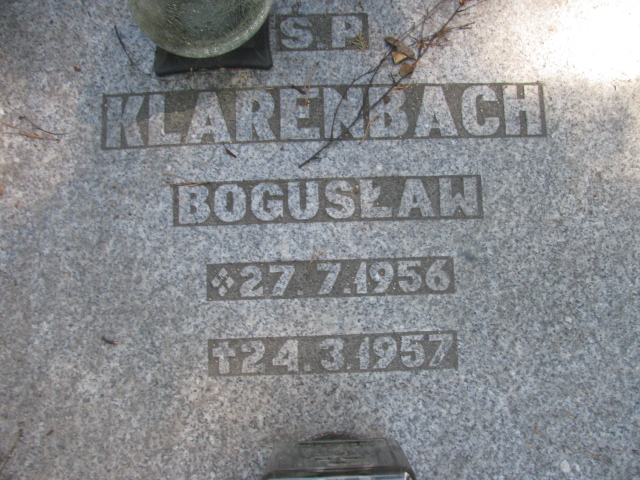 S.P
KLARENBACH
BOGUSŁAW
27.7.1956
†24.3.1957